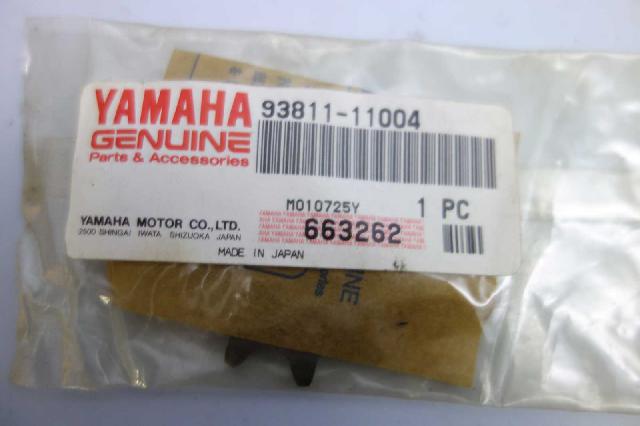 YAMAHA
GENUINE
Parts & Accessories
93811-11004
M010725Y
1 PC
YAMAHA MOTOR CO., LTD.
2500 SHINGAI IWATA SHIZUOKA JAPAN
663262
MADE IN JAPAN